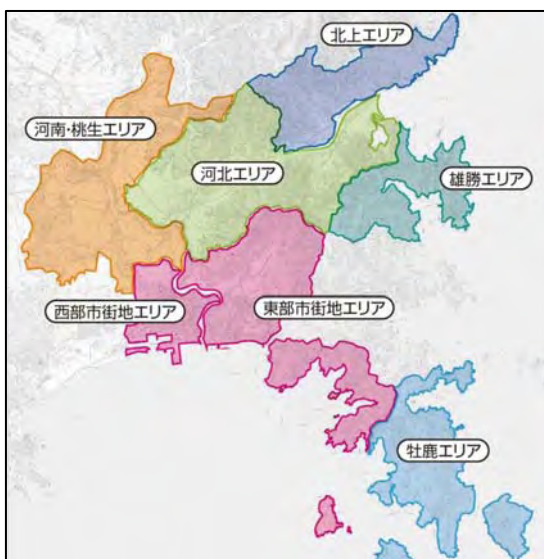 北上エリア
河南・桃生エリア
河北エリア
雄勝エリア
西部市街地エリア
東部市街地エリア
牡鹿エリア